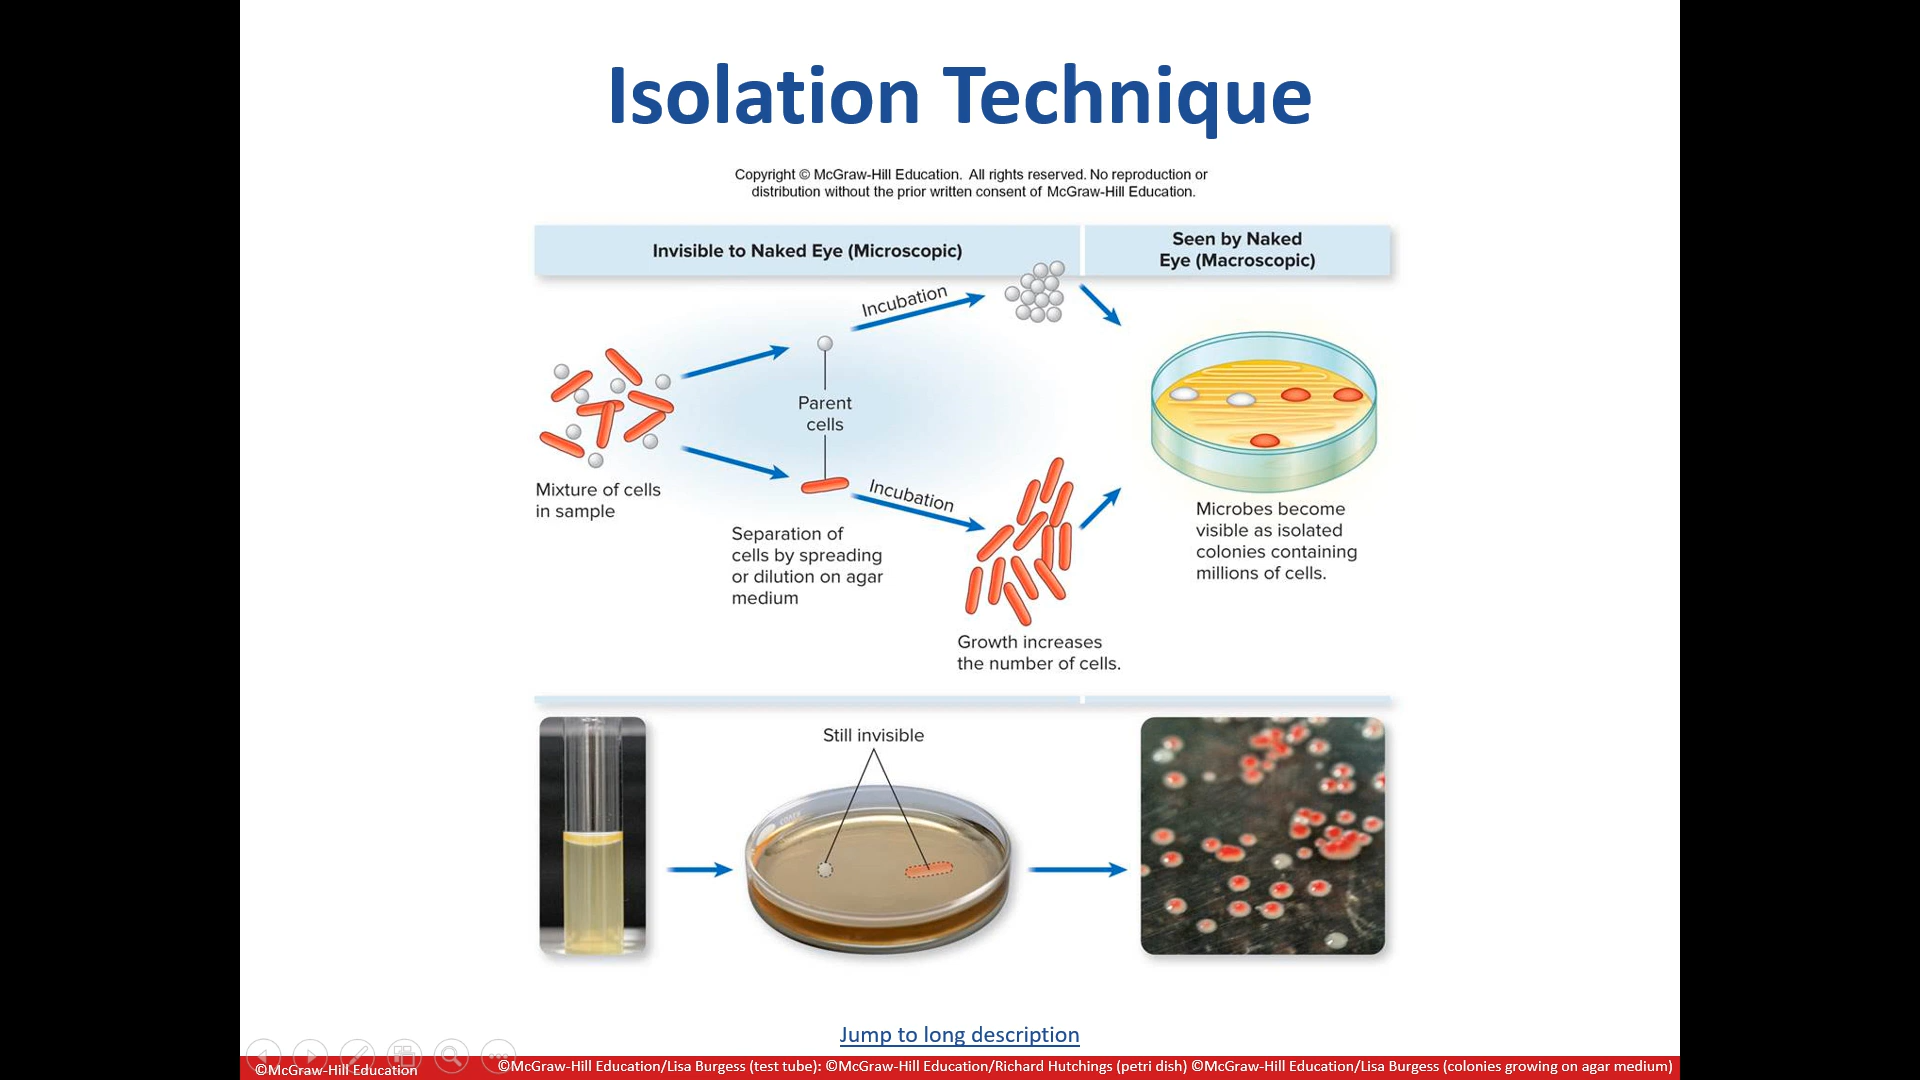 Isolation Technique
Copyright © McGraw-Hill Education. All rights reserved. No reproduction or
distribution without the prior written consent of McGraw-Hill Education.
Invisible to Naked Eye (Microscopic)
Seen by Naked
Eye (Macroscopic)
Incubation
Parent
cells
Incubation
Mixture of cells
in sample
Separation of
cells by spreading
or dilution on agar
medium
Growth increases
the number of cells.
Microbes become
visible as isolated
colonies containing
millions of cells.
Still invisible
Jump to long description
©McGraw-Hill Education
©McGraw-Hill Education/Lisa Burgess (test tube): ©McGraw-Hill Education/Richard Hutchings (petri dish) ©McGraw-Hill Education/Lisa Burgess (colonies growing on agar medium)